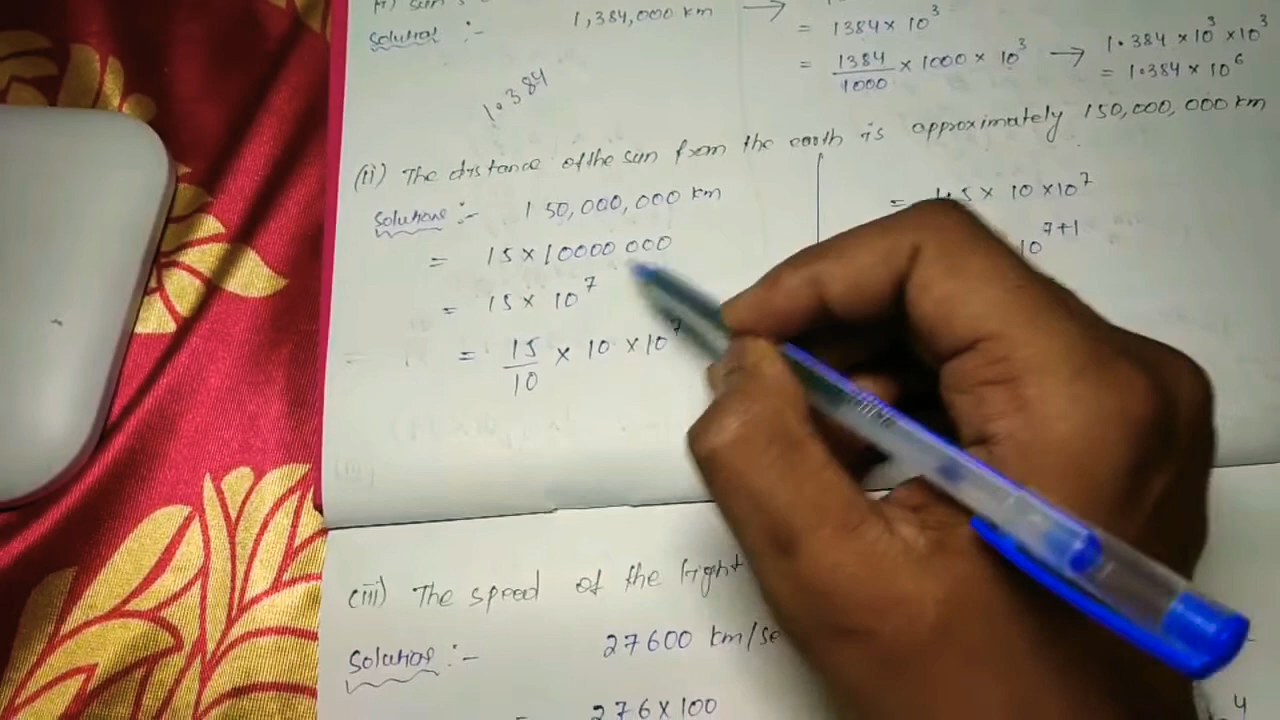 Solution :- 1,384,000 km →
= 1384 × 10³
= 1384/1000 × 1000 × 10³ → 1.384 × 10³ × 10³
= 1.384 × 10⁶
1.384
(ii) The distance of the sun from the earth is approximately 150,000,000 km
Solution :- 150,000,000 km
= 15 × 10000000
= 15 × 10⁷
= 15/10 × 10 × 10⁷
= 1.5 × 10 × 10⁷
10⁷⁺¹
(iii) The speed of the light
Solution :- 27600 km/se
= 276 × 100
4